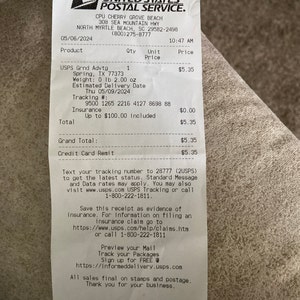 UNITED STATES
POSTAL SERVICE.
CPU CHERRY GROVE BEACH
308 SEA MOUNTAIN HWY
NORTH MYRTLE BEACH, SC 29582-2498
(800)275-8777
05/06/2024 10:47 AM
Product Qty Unit Price
Price
USPS Grnd Advtg 1 $5.35
Spring, TX 77373
Weight: 0 lb 2.00 oz
Estimated Delivery Date
Thu 05/09/2024
Tracking #:
9500 1265 2216 4127 8698 88
Insurance $0.00
Up to $100.00 included
Total $5.35
Grand Total: $5.35
Credit Card Remit $5.35
Text your tracking number to 28777 (2USPS)
to get the latest status. Standard Message
and Data rates may apply. You may also
visit www.usps.com USPS Tracking or call
1-800-222-1811.
Save this receipt as evidence of
insurance. For information on filing an
insurance claim go to
https://www.usps.com/help/claims.htm
or call 1-800-222-1811
Preview your Mail
Track your Packages
Sign up for FREE @
https://informeddelivery.usps.com
All sales final on stamps and postage.
Thank you for your business.